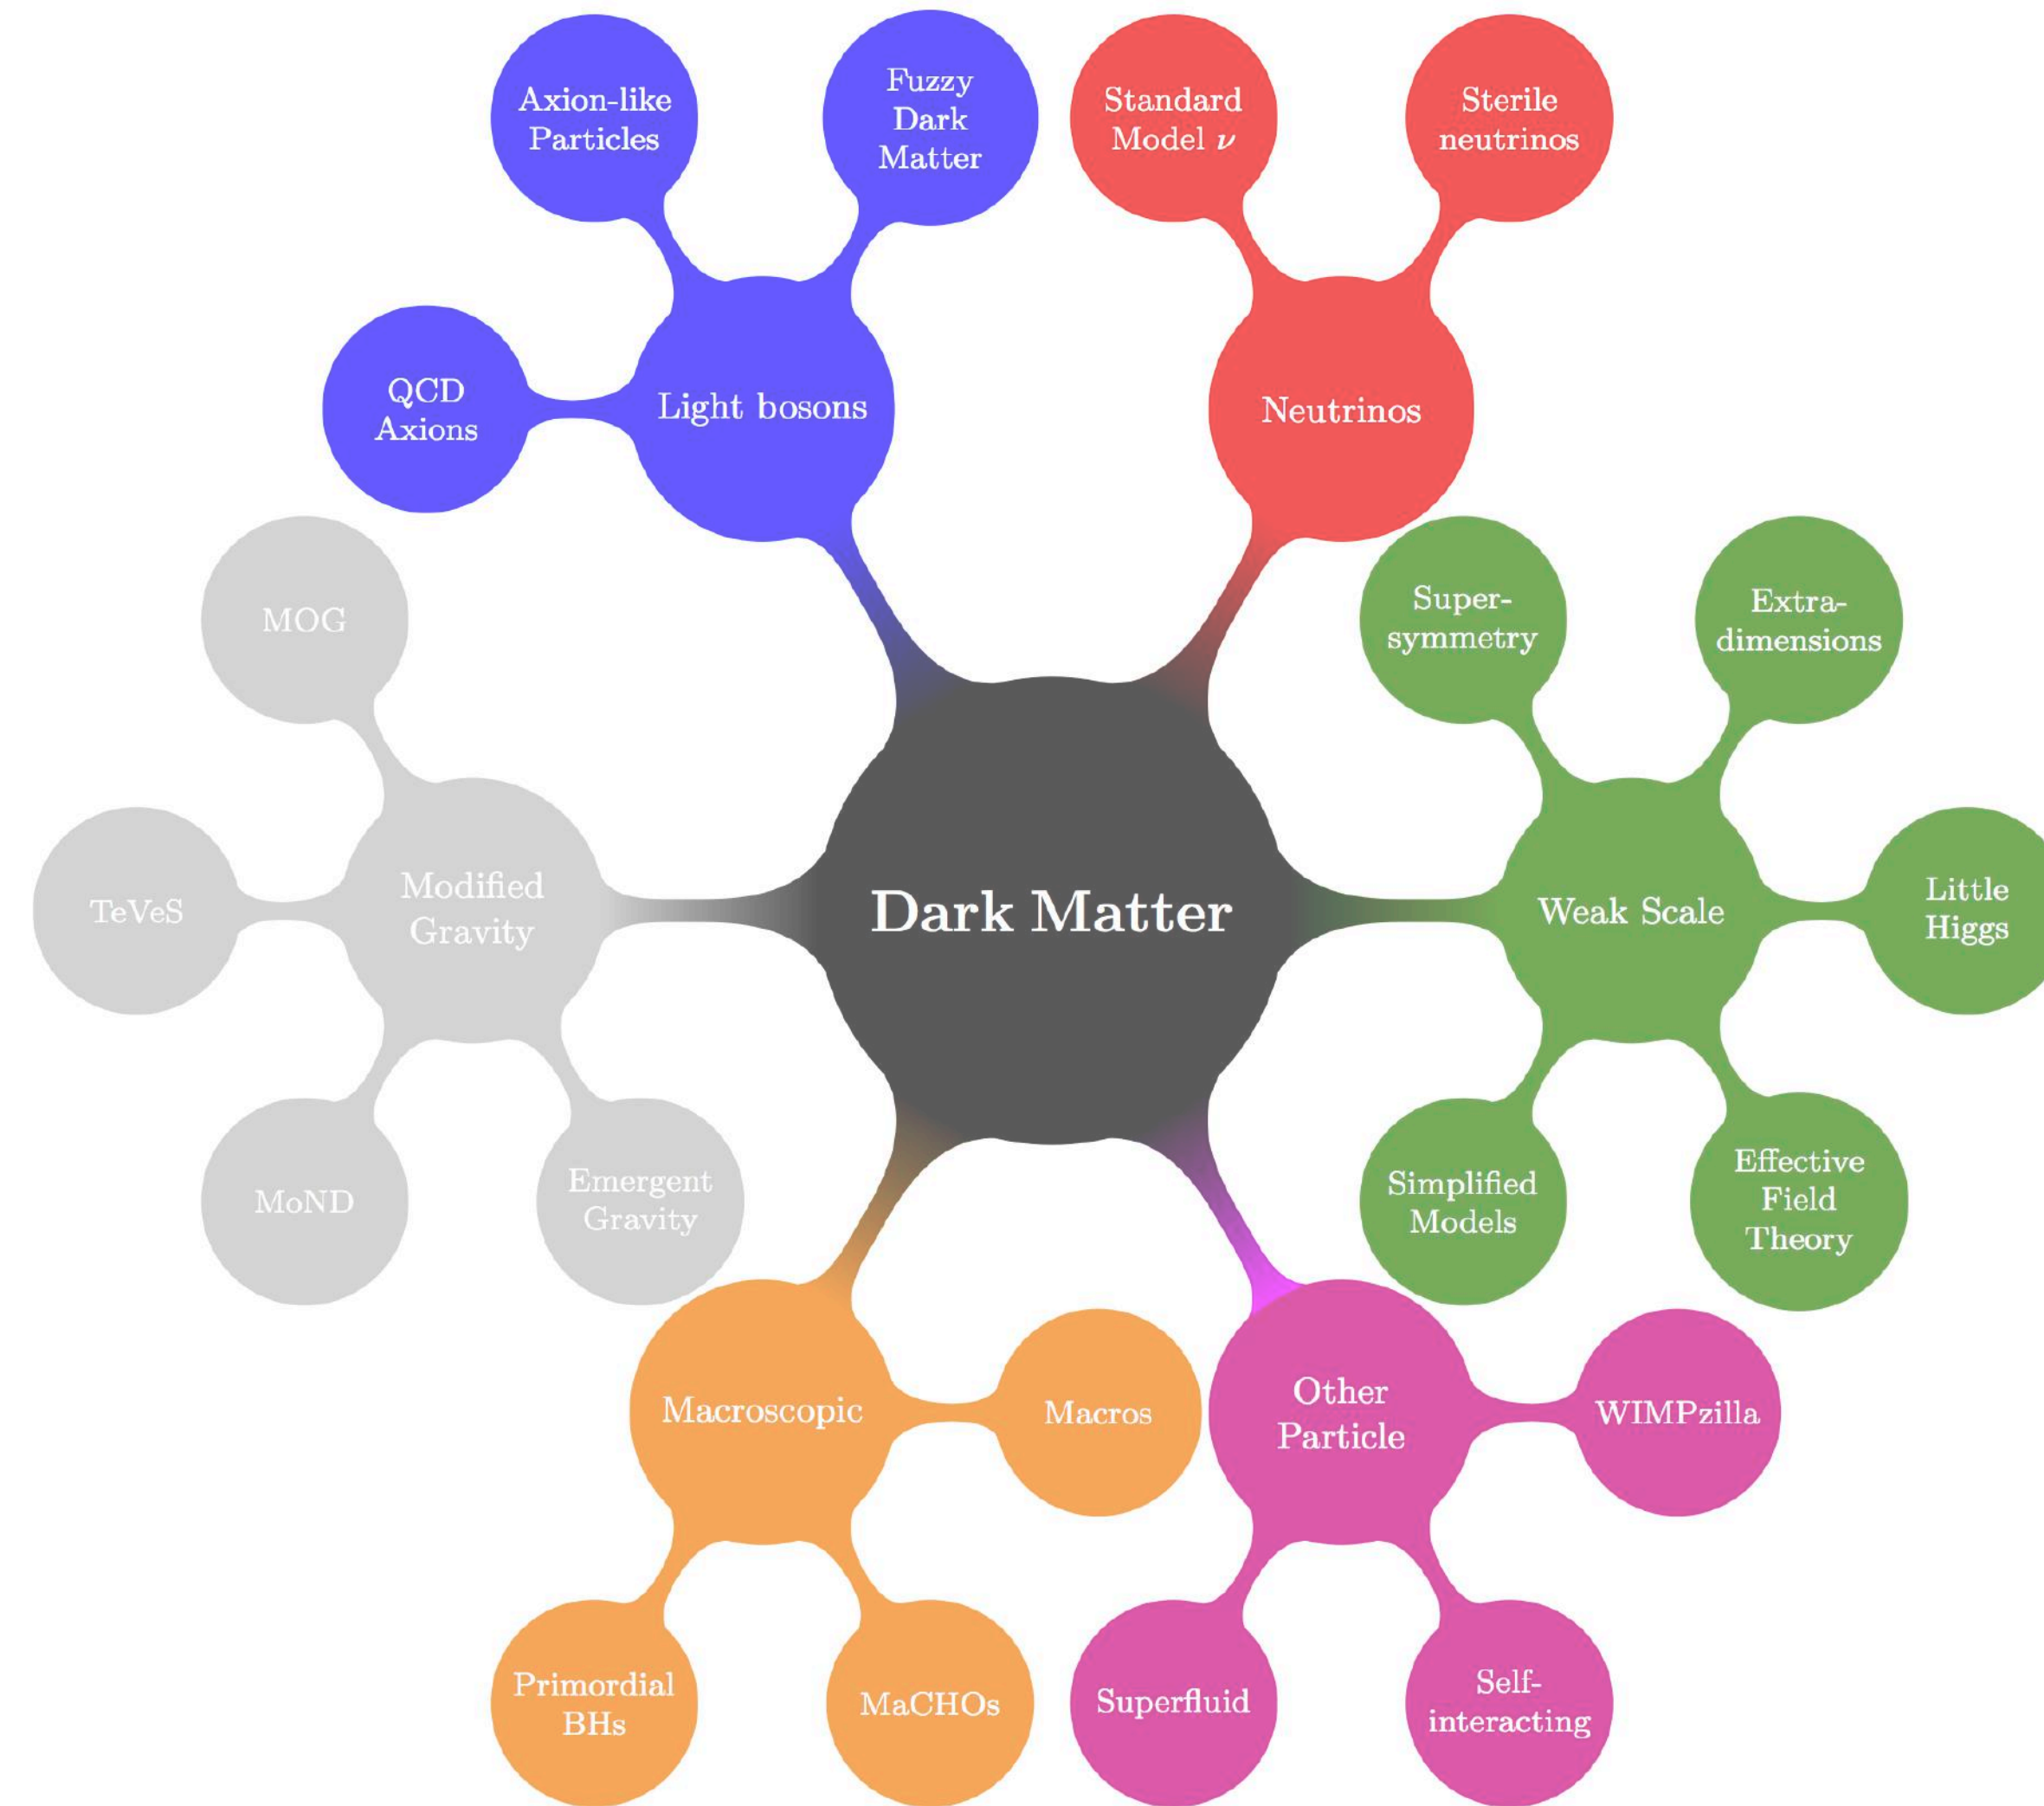 Axion-like
Particles
Fuzzy
Dark
Matter
Standard
Model ν
Sterile
neutrinos
QCD
Axions
Light bosons
Neutrinos
MOG
Super-
symmetry
Extra-
dimensions
TeVeS
Modified
Gravity
Dark Matter
Weak Scale
Little
Higgs
MoND
Emergent
Gravity
Simplified
Models
Effective
Field
Theory
Macroscopic
Macros
Other
Particle
WIMPzilla
Primordial
BHs
MaCHOs
Superfluid
Self-
interacting